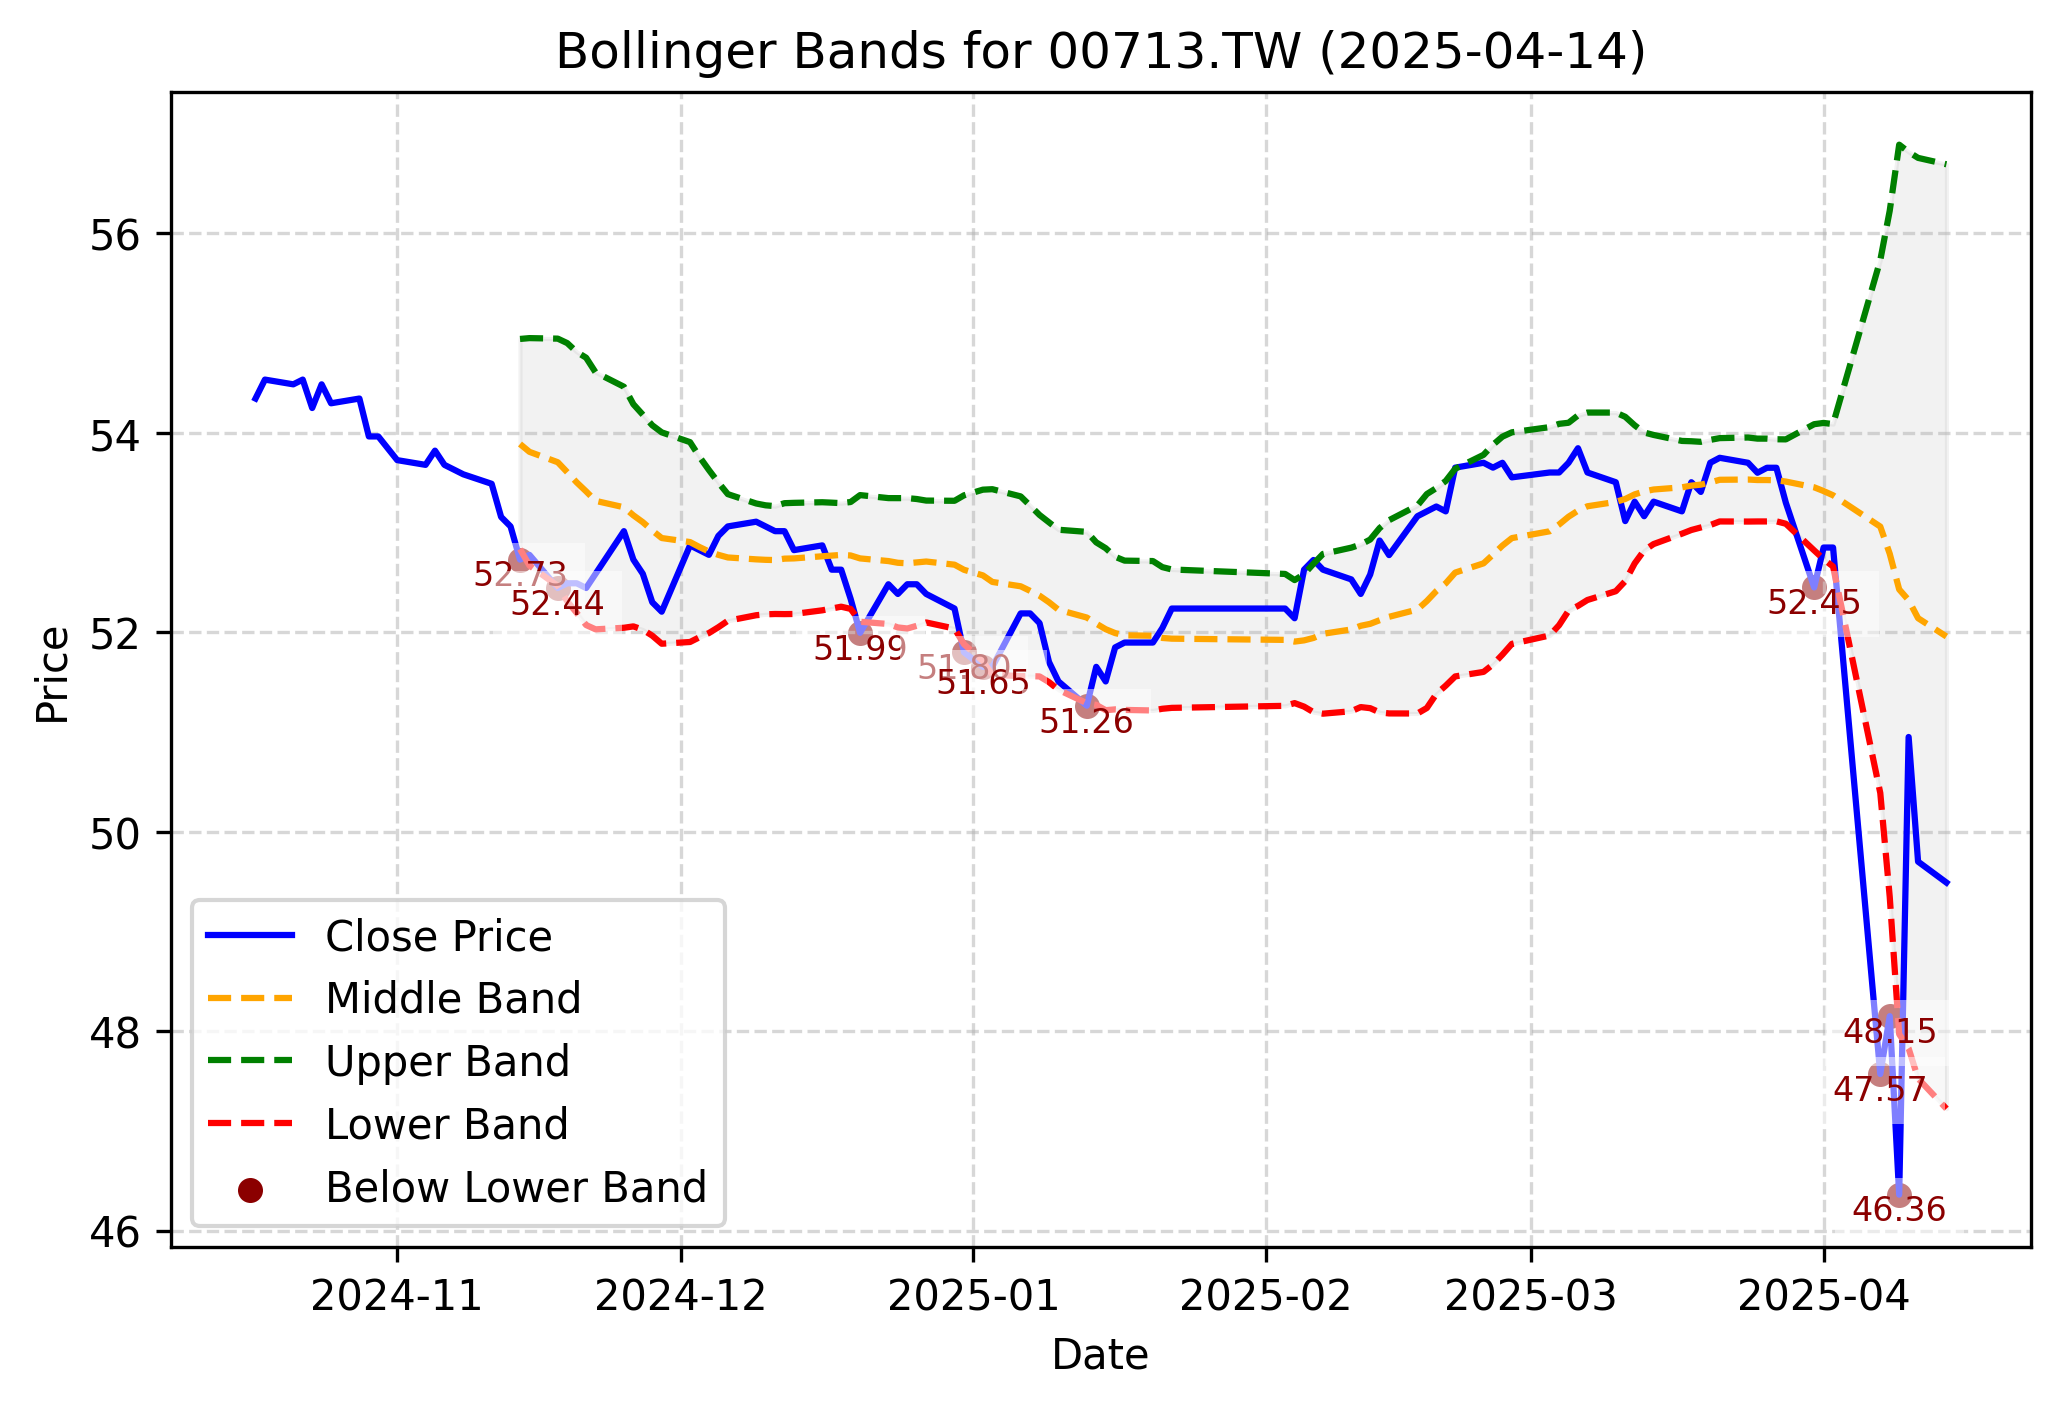 Bollinger Bands for 00713.TW (2025-04-14)
Price
56
54
52
50
48
46
52.73
52.44
51.99
51.80
51.65
51.26
52.45
48.15
47.57
46.36
Close Price
Middle Band
Upper Band
Lower Band
Below Lower Band
2024-11
2024-12
2025-01
2025-02
2025-03
2025-04
Date